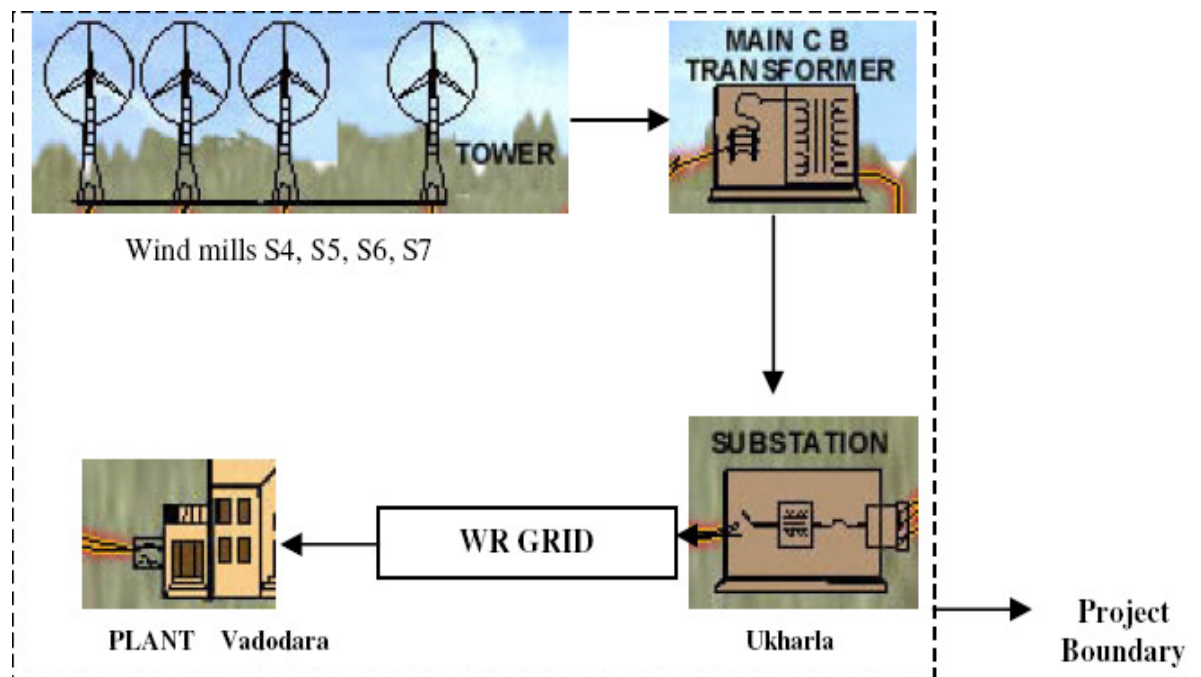 MAIN C B
TRANSFORMER
TOWER
Wind mills S4, S5, S6, S7
SUBSTATION
WR GRID
PLANT Vadodara
Ukharla
Project
Boundary